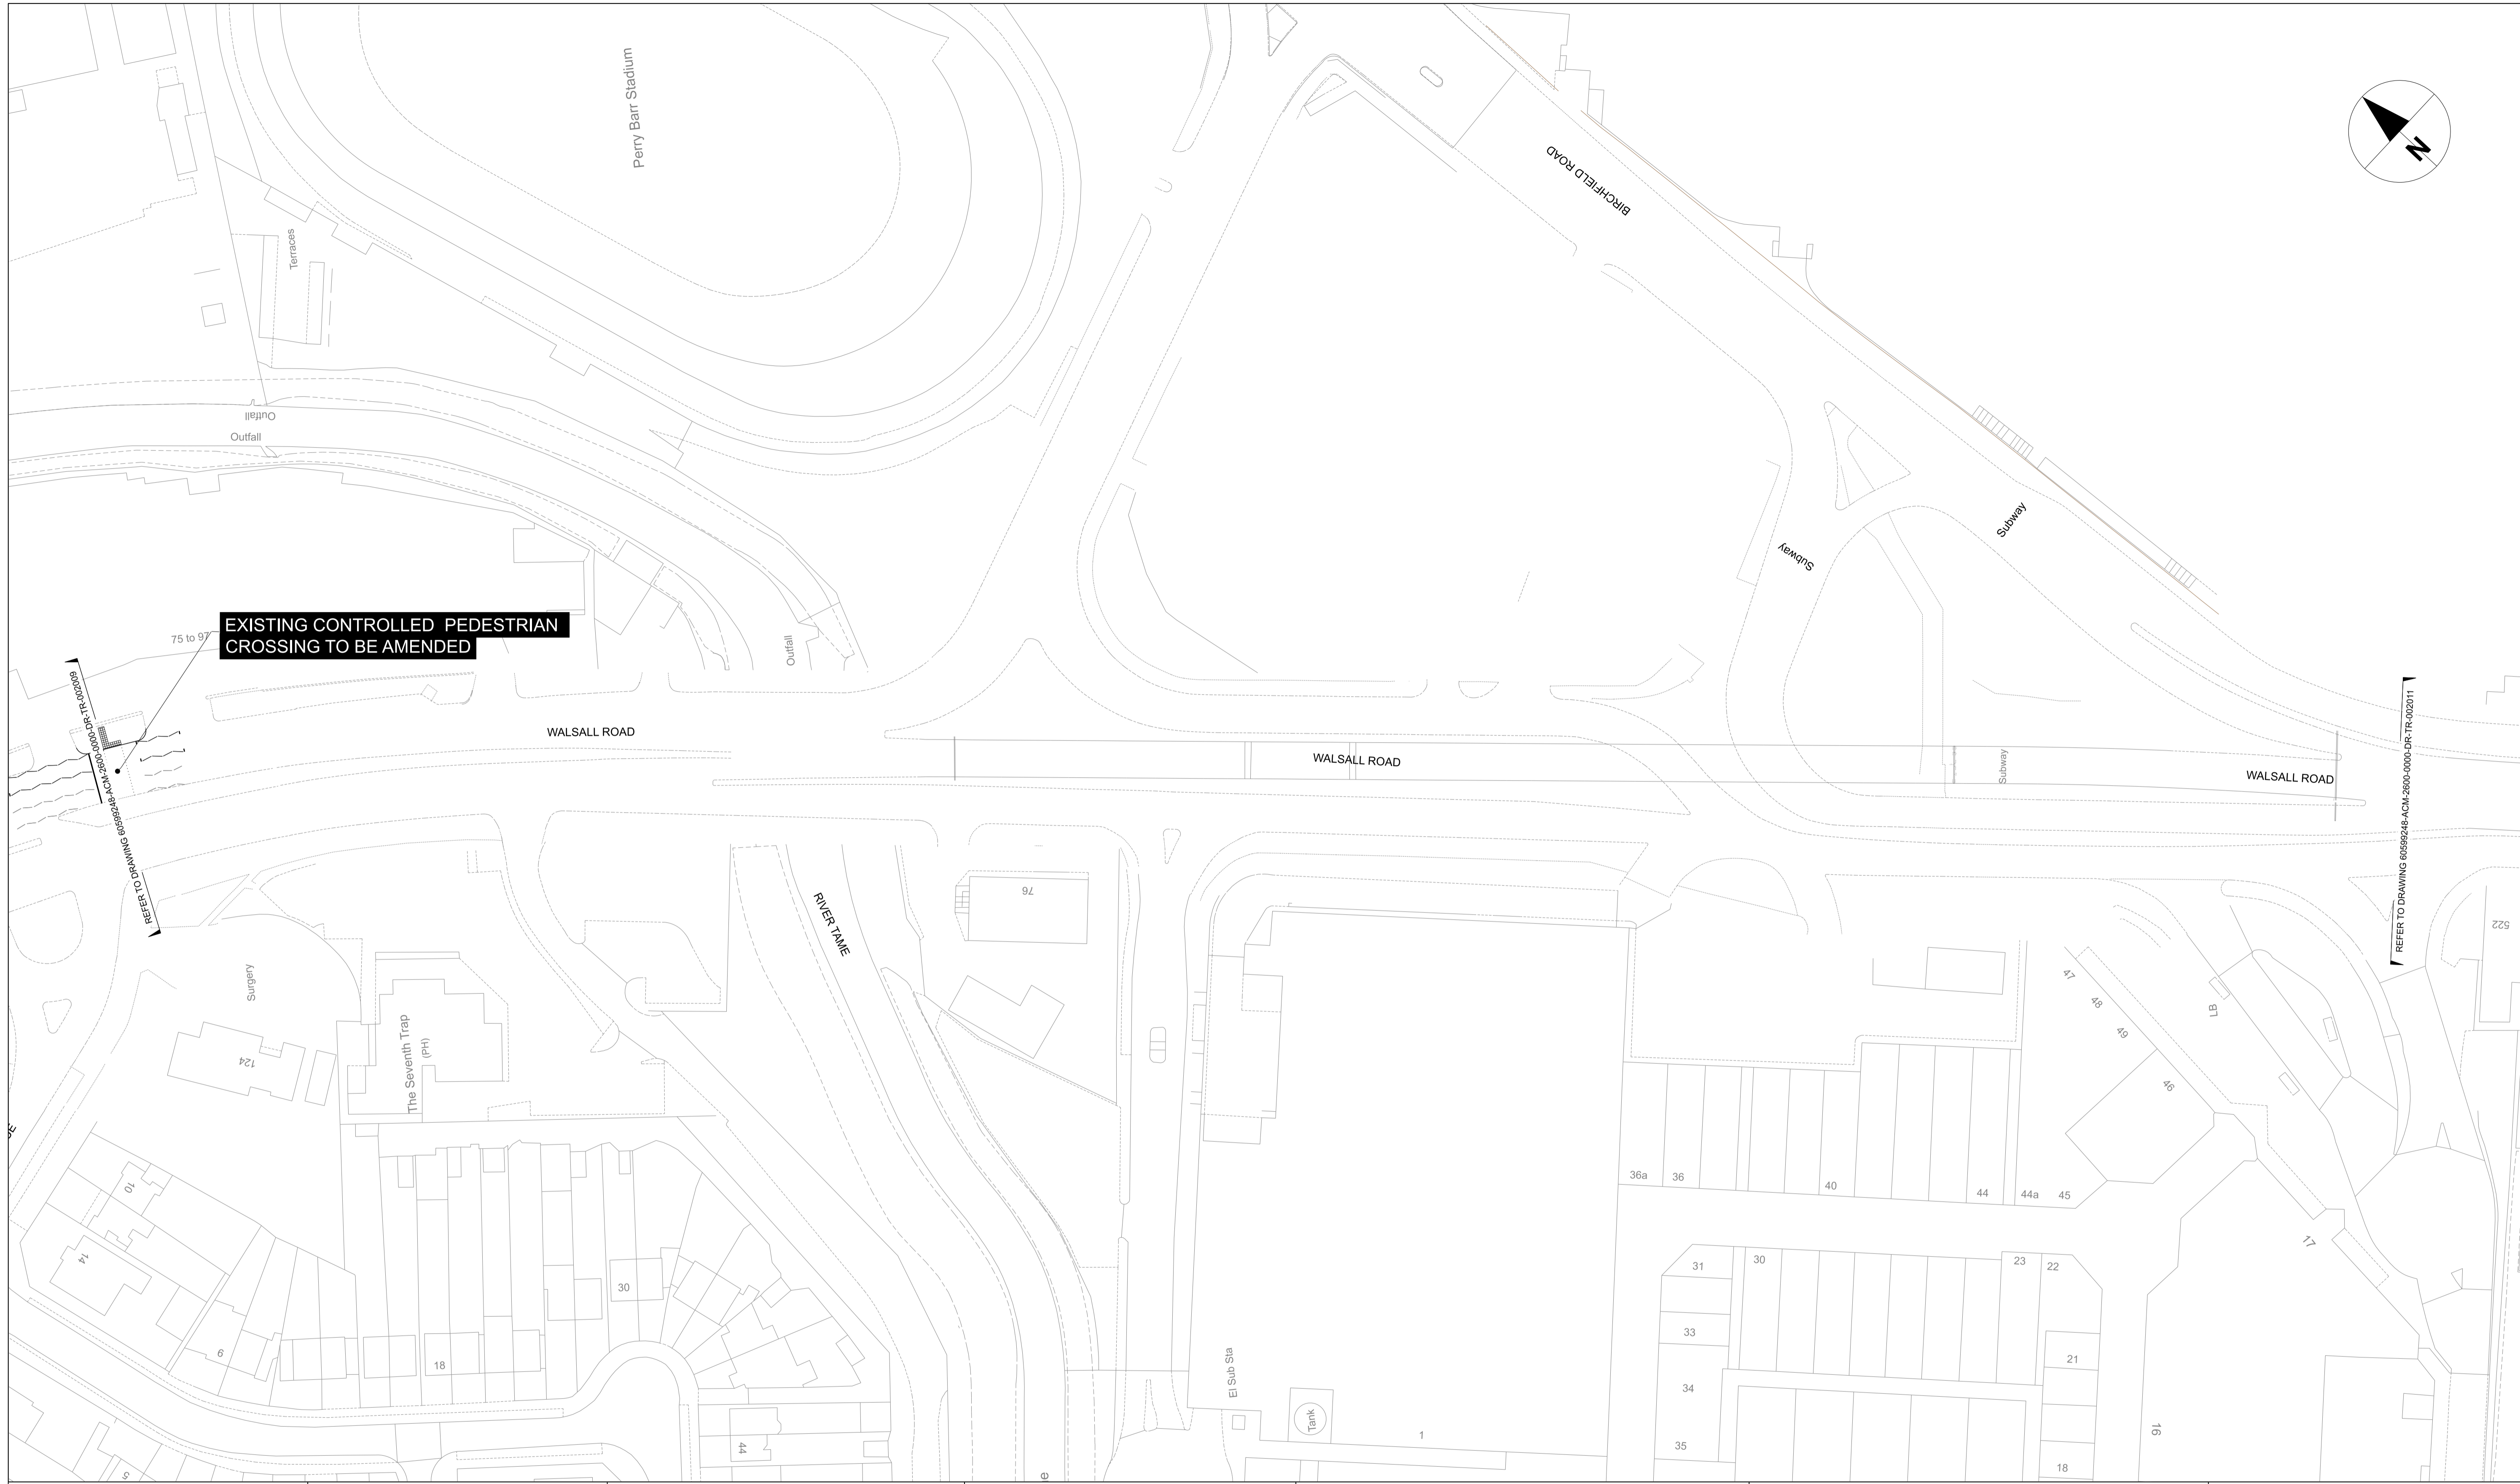 Perry Barr Stadium
N
BIRCHFIELD ROAD
Terraces
Outfall
Outfall
Subway
Subway
75 to 97
EXISTING CONTROLLED PEDESTRIAN
CROSSING TO BE AMENDED
Outfall
REFER TO DRAWING 60599248-ACM-2600-0000-DR-TR-002009
WALSALL ROAD
WALSALL ROAD
Subway
WALSALL ROAD
REFER TO DRAWING 60599248-ACM-26000-0000-DR-TR-002011
76
RIVER TAME
522
Surgery
47
48
49
46
LB
The Seventh Trap
(PH)
124
10
14
36a
36
40
44
44a
45
17
31
30
23
22
30
33
6
18
21
34
El Sub Sta
Tank
1
44
35
16
18
5